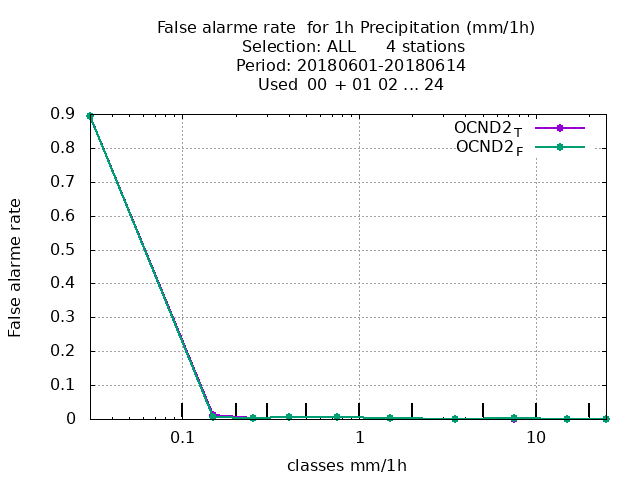 False alarme rate  for 1h Precipitation (mm/1h)
Selection: ALL      4 stations
Period: 20180601-20180614
Used  00  + 01 02 ... 24
OCND2_T
OCND2_F
0.9
0.8
0.7
0.6
0.5
0.4
0.3
0.2
0.1
0
False alarme rate
0.1 1 10
classes mm/1h